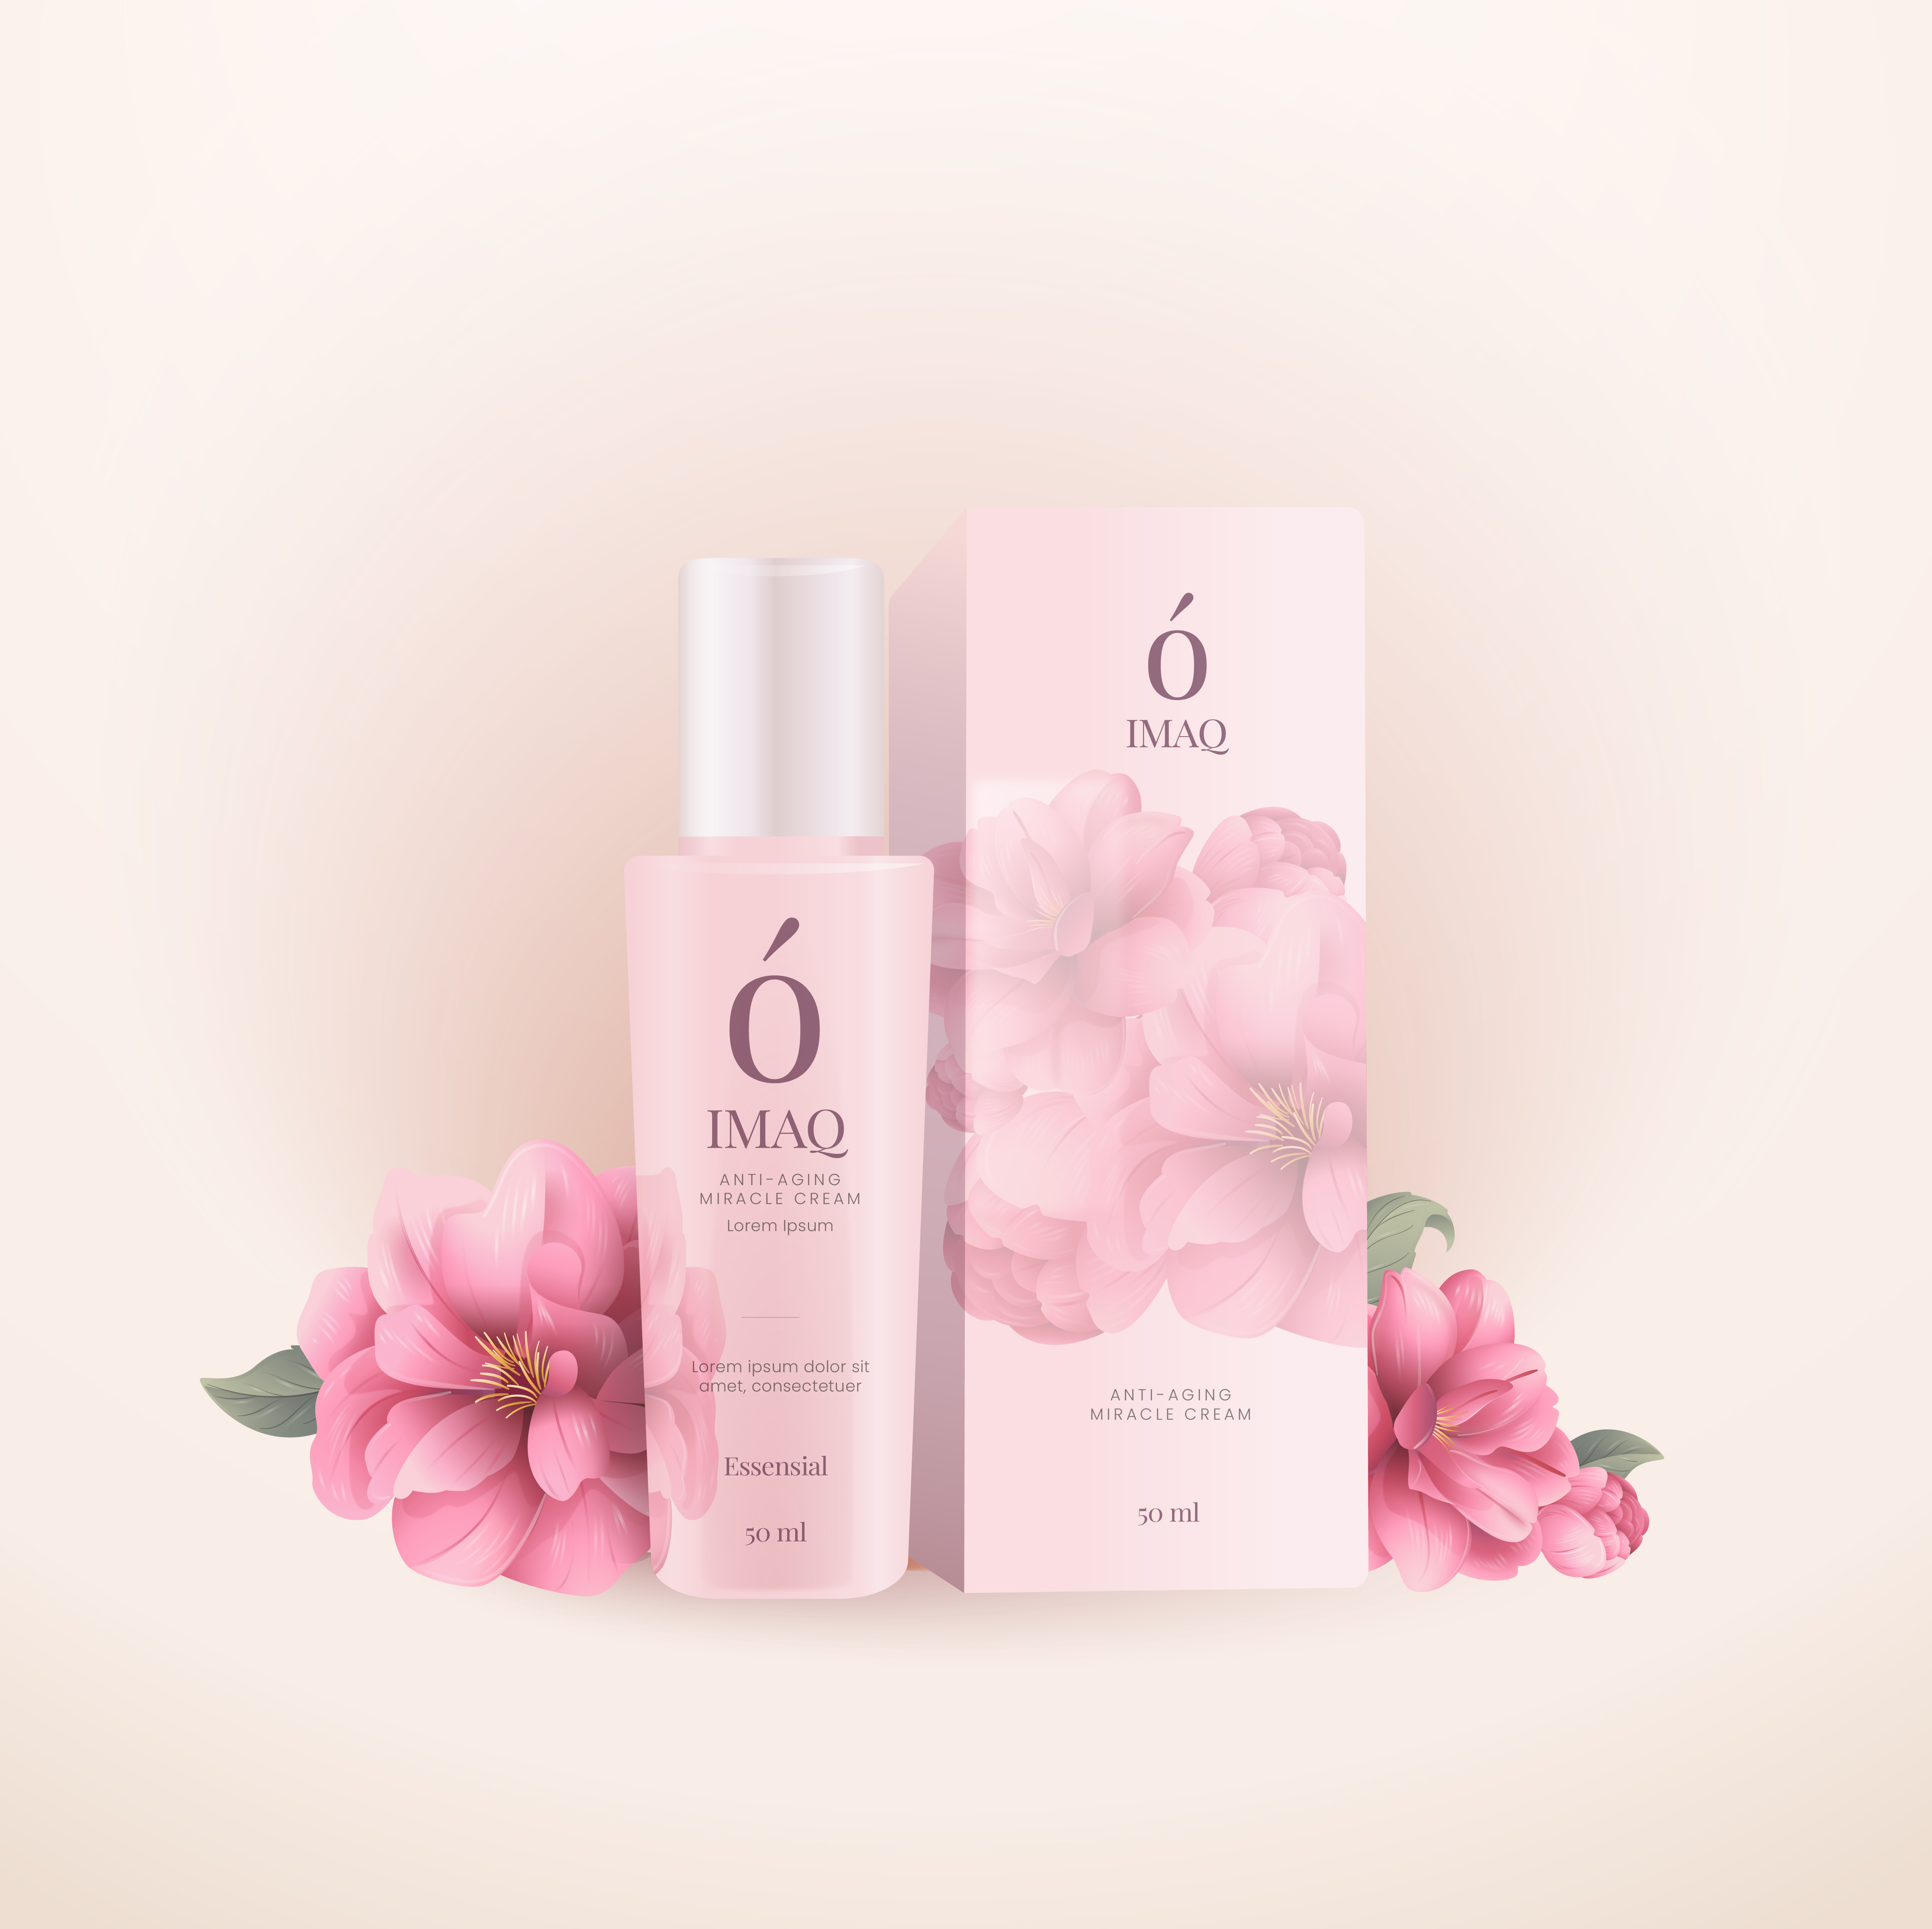 Ó
IMAQ
ANTI-AGING
MIRACLE CREAM
Lorem Ipsum
Lorem ipsum dolor sit
amet, consectetuer
Essensial
50 ml
Ó
IMAQ
ANTI-AGING
MIRACLE CREAM
50 ml